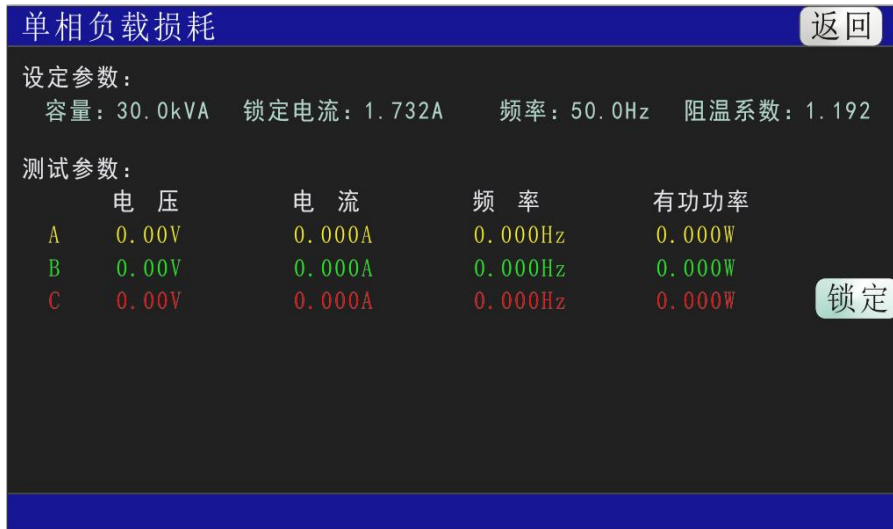 单相负载损耗 返回
设定参数:
容量: 30.0kVA 锁定电流: 1.732A 频率: 50.0Hz 阻温系数: 1.192
测试参数:
电 压 电 流 频 率 有功功率
A 0.00V 0.000A 0.000Hz 0.000W
B 0.00V 0.000A 0.000Hz 0.000W
C 0.00V 0.000A 0.000Hz 0.000W
锁定